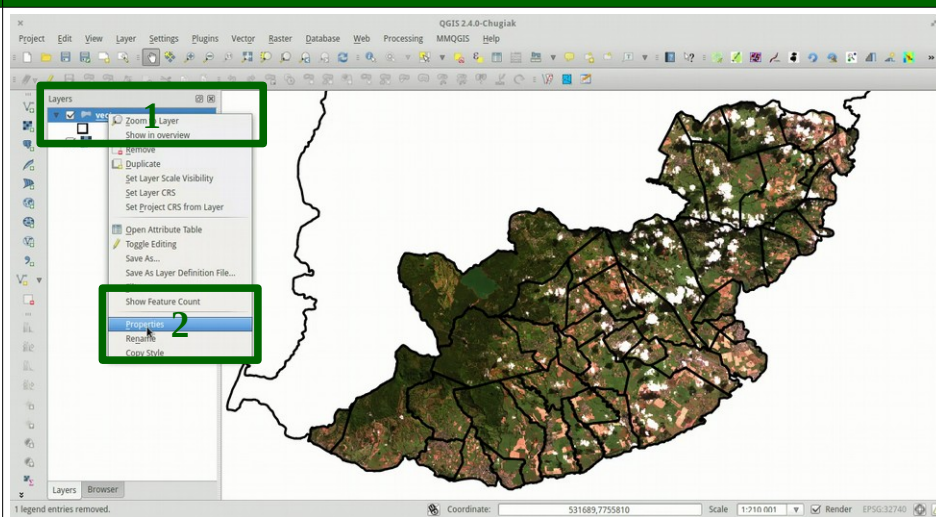 QGIS 2.4.0-Chugiak
Project Edit View Layer Settings Plugins Vector Raster Database Web Processing MMQGIS Help
Layers
1
Zoom to Layer
Show in overview
Remove
Duplicate
Set Layer Scale Visibility
Set Layer CRS
Set Project CRS from Layer
Open Attribute Table
Toggle Editing
Save As...
Save As Layer Definition File...
Show Feature Count
2
Properties
Rename
Copy Style
Layers Browser
1 legend entries removed.
Coordinate: 531689,7755810 Scale 1:210 001 Render EPSG:32740